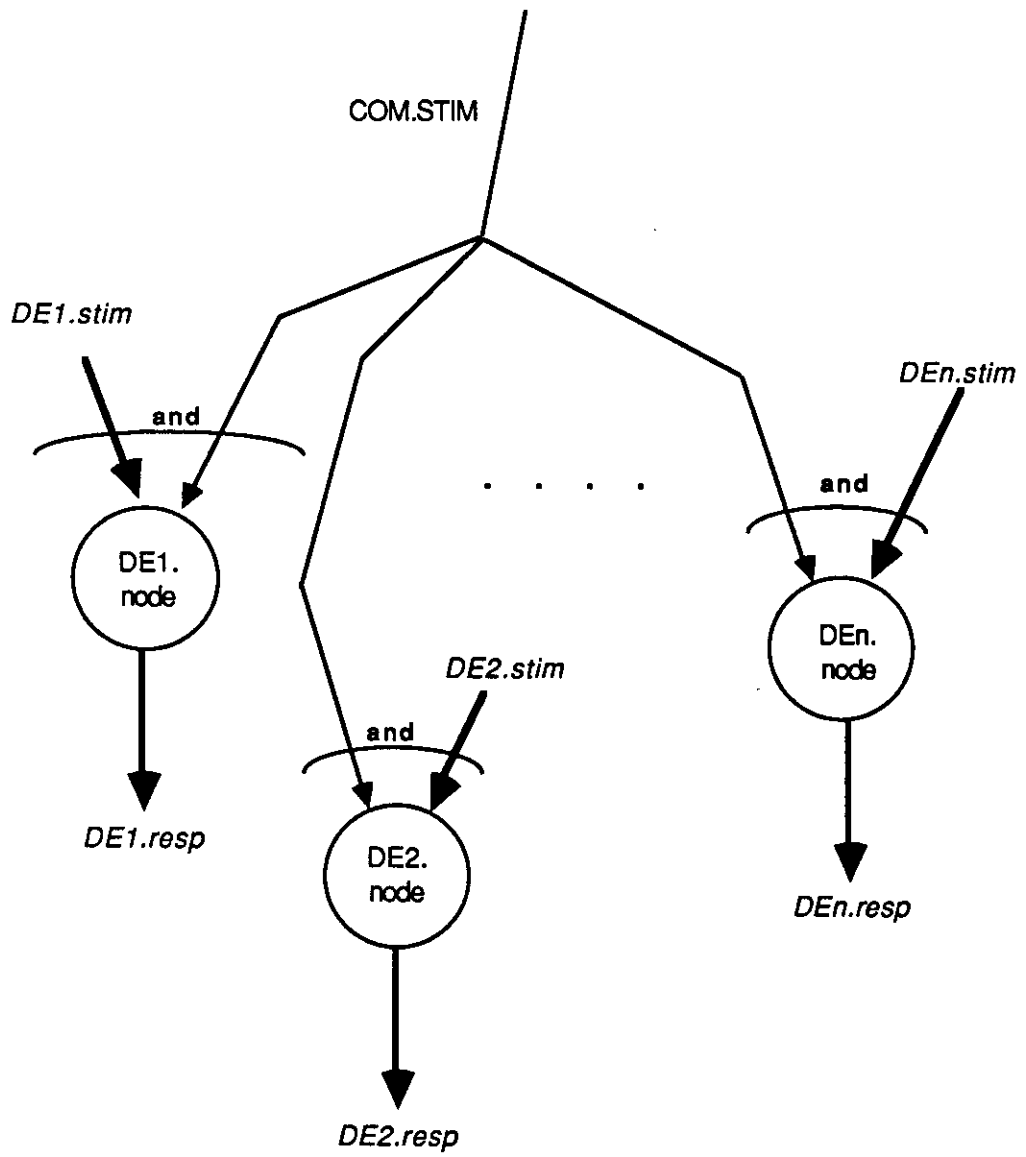 COM.STIM
DE1.stim
DEn.stim
and
and
. . . .
DE1.
node
DEn.
node
DE2.stim
and
DE1.resp
DE2.
node
DEn.resp
DE2.resp